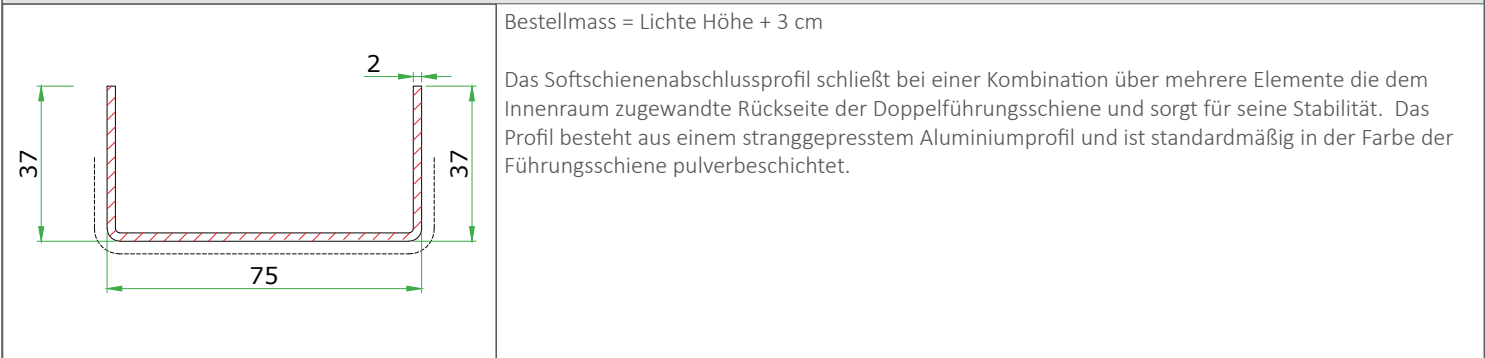 Bestellmass = Lichte Höhe + 3 cm
2
37
37
75
Das Softschienenabschlussprofil schließt bei einer Kombination über mehrere Elemente die dem
Innenraum zugewandte Rückseite der Doppelführungsschiene und sorgt für seine Stabilität.  Das
Profil besteht aus einem stranggepresstem Aluminiumprofil und ist standardmäßig in der Farbe der
Führungsschiene pulverbeschichtet.